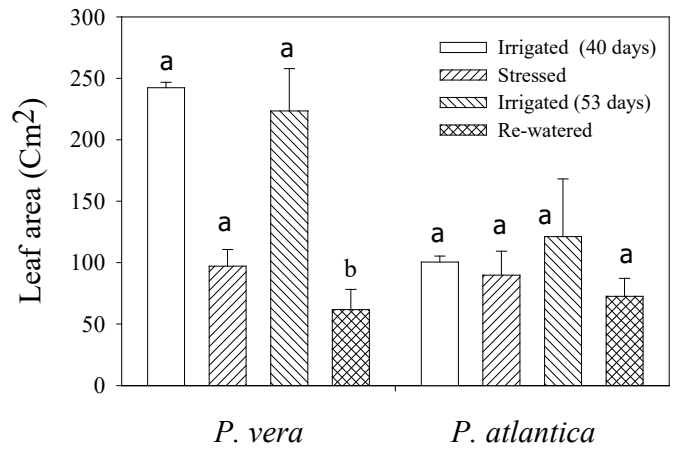 300
250
200
150
100
50
0
Leaf area (Cm2)
Irrigated (40 days)
Stressed
Irrigated (53 days)
Re-watered
a
a
a
b
a
a
a
a
P. vera
P. atlantica